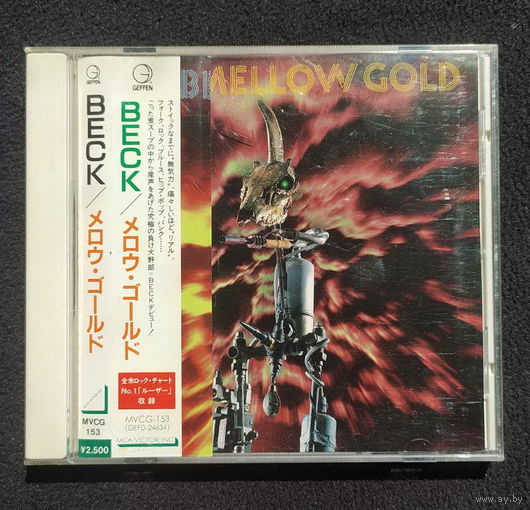 GEFFEN
BECK/メロウ・ゴールド
MVCG
153
¥2,500
GEFFEN
BECK/メロウ・ゴールド
ストイックなまでに“無気力”、痛々しいほど“リアル”。
フォーク、ロック、ブルース、ヒップ・ホップ、パンク……
った煮スープの中から産声をあげた究極の負け犬野郎=BECKデビュー!
全米ロック・チャート
No.1「ルーザー」
収録
MVCG-153
(GEFD-24634)
MCA VICTOR, INC.
MELLOW GOLD
www.ay.by